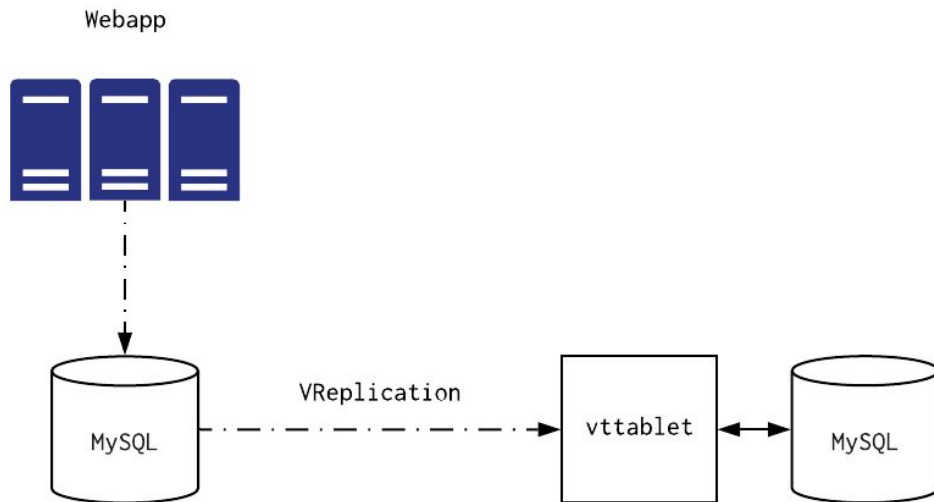 Webapp
VReplication
MySQL
vttablet
MySQL